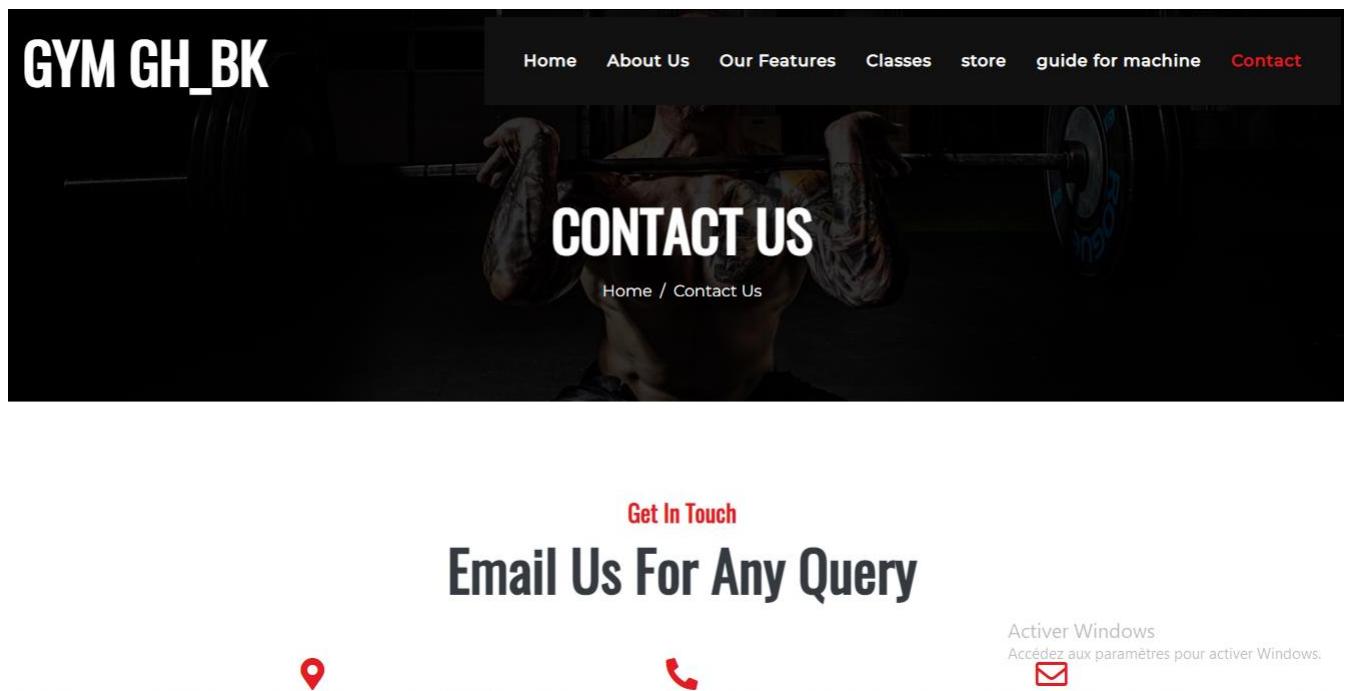 GYM GH_BK
Home About Us Our Features Classes store guide for machine Contact
CONTACT US
Home / Contact Us
ROGUE
Get In Touch
Email Us For Any Query
Activer Windows
Accédez aux paramètres pour activer Windows.